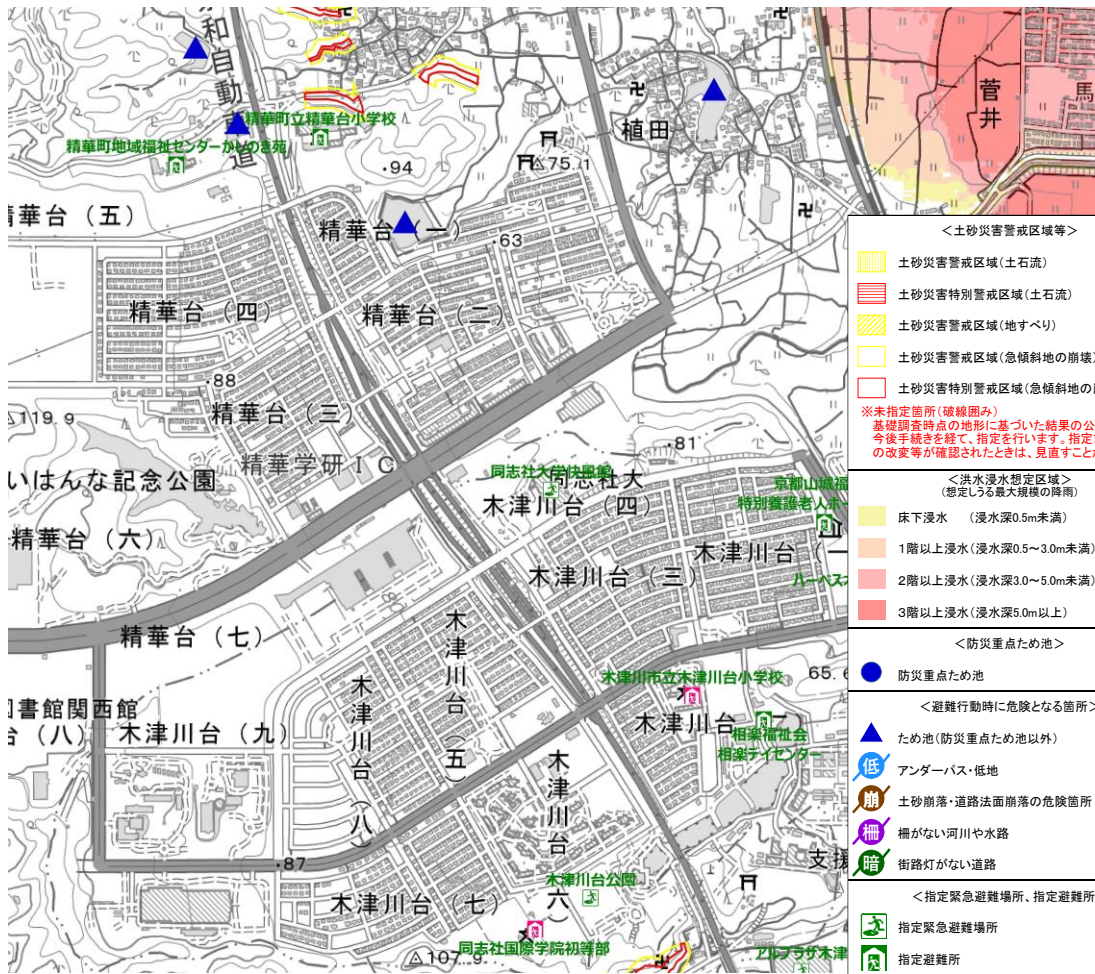 京和自動車道
精華町立精華台小学校
精華町地域福祉センターかしのき苑
植田
菅井
馬
75.1
・94
精華台（五）
精華台（一）
・63
精華台（四）
精華台（二）
・88
精華台（三）
119.9
精華学研ＩＣ
いはんな記念公園
・81
同志社大学快風館
同志社大
木津川台（四）
京都山城福
特別養護老人ホー
精華台（六）
木津川台（三）
木津川台（一
ハーベス木
80
精華台（七）
木津川台（五）
木津川市立木津川台小学校
65.6
図書館関西館
台（八）
木津川台（九）
木津川台（八）
木津川台（二）
相楽福祉会
相楽デイセンター
木津川台（六）
・87
支援
木津川台公園
木津川台（七）
同志社国際学院初等部
107.9
アルプラザ木津
＜土砂災害警戒区域等＞
土砂災害警戒区域（土石流）
土砂災害特別警戒区域（土石流）
土砂災害警戒区域（地すべり）
土砂災害警戒区域（急傾斜地の崩壊）
土砂災害特別警戒区域（急傾斜地の崩
※未指定箇所（破線囲み）
基礎調査時点の地形に基づいた結果の公
今後手続きを経て、指定を行います。指定
の改変等が確認されたときは、見直すことが
＜洪水浸水想定区域＞
（想定しうる最大規模の降雨）
床下浸水　（浸水深0.5m未満）
1階以上浸水（浸水深0.5～3.0m未満）
2階以上浸水（浸水深3.0～5.0m未満）
3階以上浸水（浸水深5.0m以上）
＜防災重点ため池＞
防災重点ため池
＜避難行動時に危険となる箇所＞
ため池（防災重点ため池以外）
低 アンダーパス・低地
崩 土砂崩落・道路法面崩落の危険箇所
柵 柵がない河川や水路
暗 街路灯がない道路
＜指定緊急避難場所、指定避難所
指定緊急避難場所
指定避難所